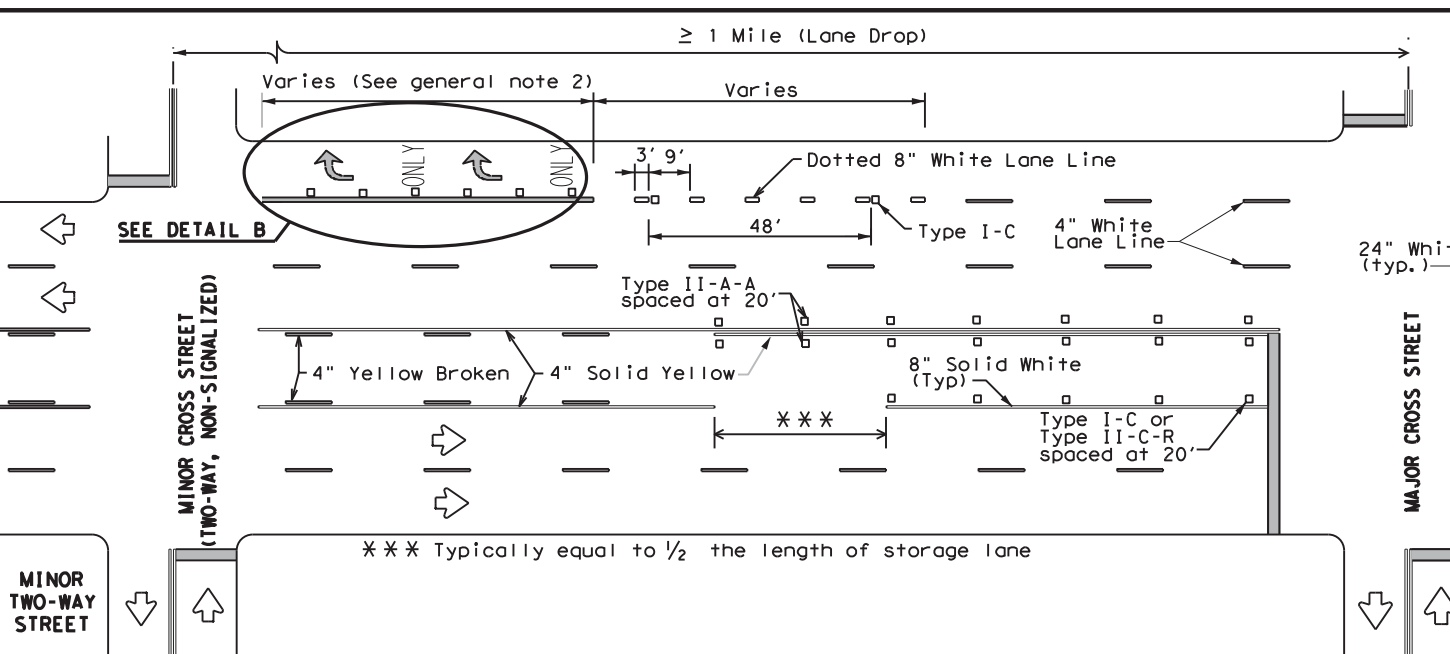 ≥ 1 Mile (Lane Drop)
Varies (See general note 2)
Varies
ONLY
ONLY
3' 9'
Dotted 8" White Lane Line
SEE DETAIL B
48'
Type I-C
4" White
Lane Line
24" Whit
(typ.)
Type II-A-A
spaced at 20'
MINOR CROSS STREET
(TWO-WAY, NON-SIGNALIZED)
4" Yellow Broken
4" Solid Yellow
8" Solid White
(Typ)
***
Type I-C or
Type II-C-R
spaced at 20'
MAJOR CROSS STREET
*** Typically equal to ½ the length of storage lane
MINOR
TWO-WAY
STREET